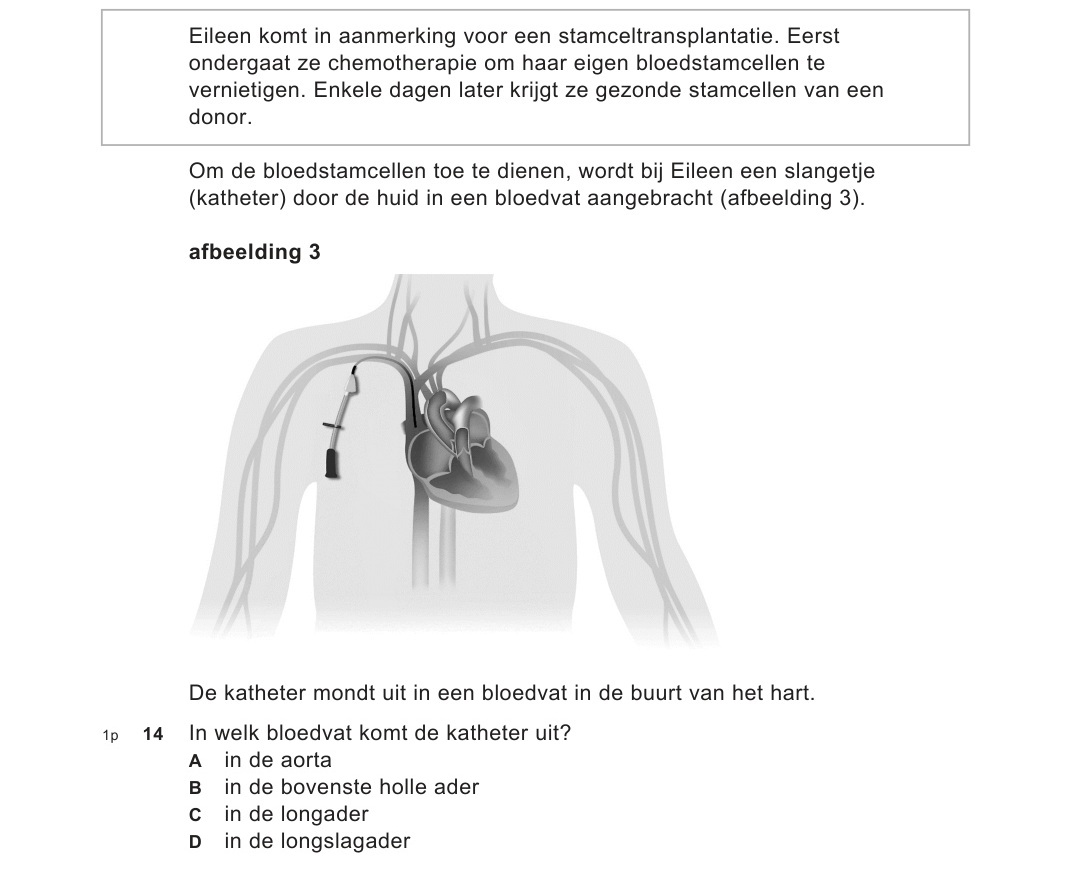 Eileen komt in aanmerking voor een stamceltransplantatie. Eerst
ondergaat ze chemotherapie om haar eigen bloedstamcellen te
vernietigen. Enkele dagen later krijgt ze gezonde stamcellen van een
donor.
Om de bloedstamcellen toe te dienen, wordt bij Eileen een slangetje
(katheter) door de huid in een bloedvat aangebracht (afbeelding 3).
afbeelding 3
De katheter mondt uit in een bloedvat in de buurt van het hart.
1p 14 In welk bloedvat komt de katheter uit?
A in de aorta
B in de bovenste holle ader
C in de longader
D in de longslagader